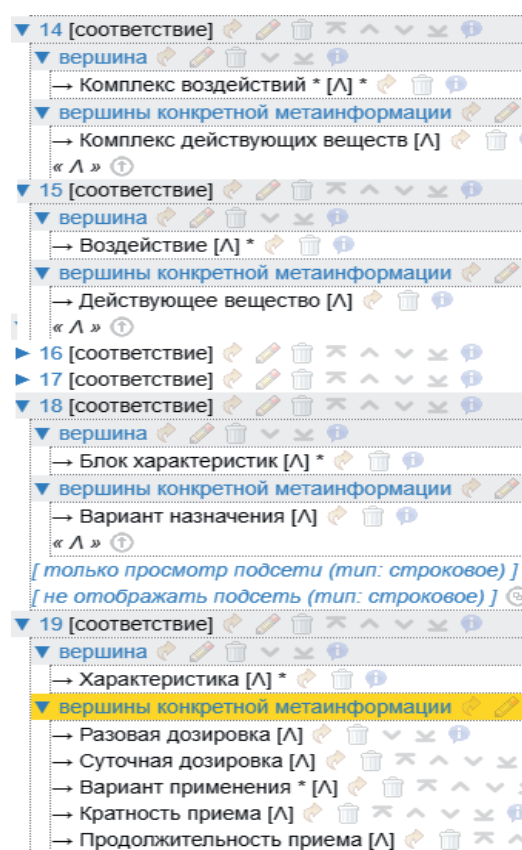 ▼ 14 [соответствие]
▼ вершина
→ Комплекс воздействий * [Λ] *
▼ вершины конкретной метаинформации
→ Комплекс действующих веществ [Λ]
« Λ »
▼ 15 [соответствие]
▼ вершина
→ Воздействие [Λ] *
▼ вершины конкретной метаинформации
→ Действующее вещество [Λ]
« Λ »
► 16 [соответствие]
► 17 [соответствие]
▼ 18 [соответствие]
▼ вершина
→ Блок характеристик [Λ] *
▼ вершины конкретной метаинформации
→ Вариант назначения [Λ]
« Λ »
[ только просмотр подсети (тип: строковое) ]
[ не отображать подсеть (тип: строковое) ]
▼ 19 [соответствие]
▼ вершина
→ Характеристика [Λ] *
▼ вершины конкретной метаинформации
→ Разовая дозировка [Λ]
→ Суточная дозировка [Λ]
→ Вариант применения * [Λ]
→ Кратность приема [Λ]
→ Продолжительность приема [Λ]